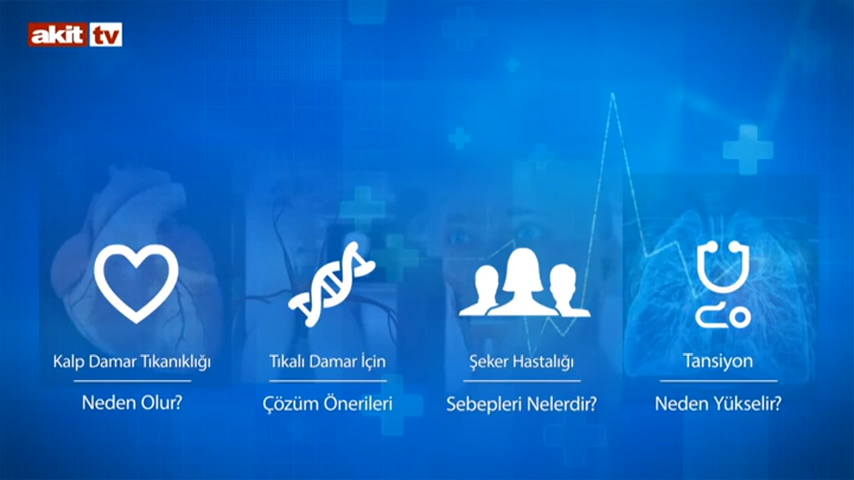 akit tv
Kalp Damar Tıkanıklığı
Neden Olur?
Tıkalı Damar İçin
Çözüm Önerileri
Şeker Hastalığı
Sebepleri Nelerdir?
Tansiyon
Neden Yükselir?